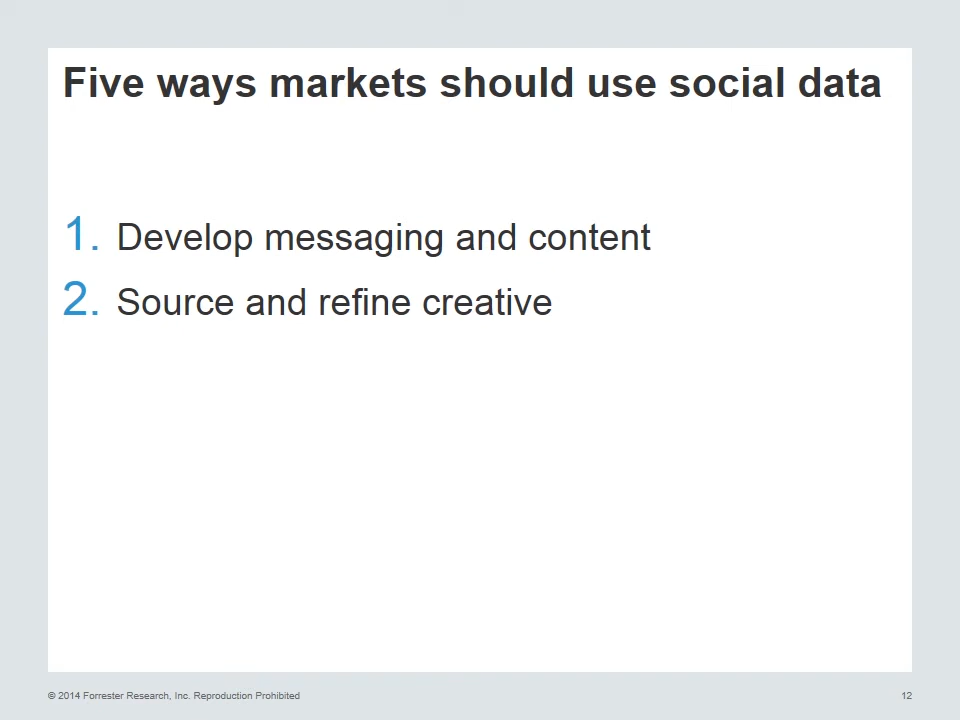 Five ways markets should use social data
1. Develop messaging and content
2. Source and refine creative
© 2014 Forrester Research, Inc. Reproduction Prohibited
12